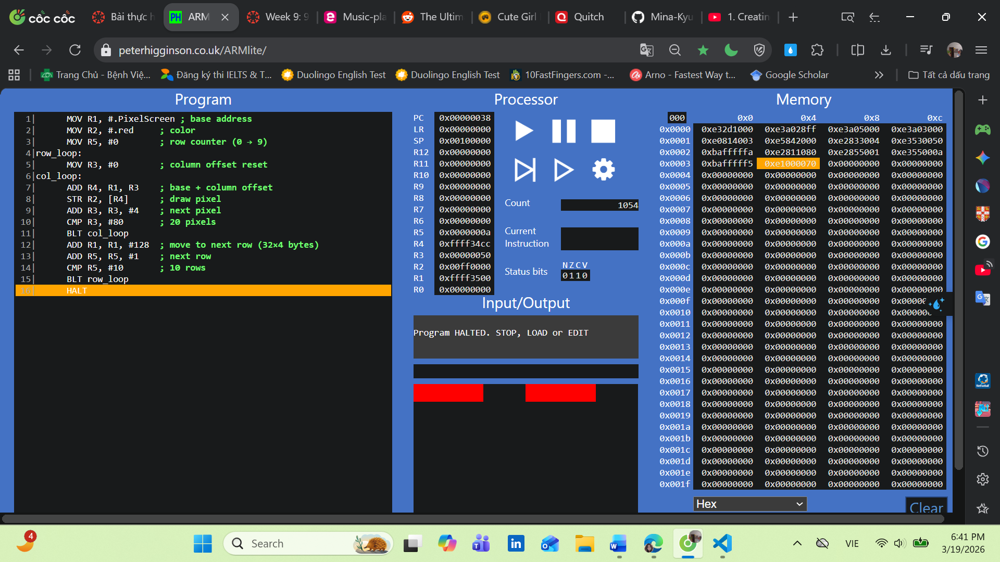 cốc cốc
Bài thực h
PH ARM
Week 9: 9
Music-pla
The Ultim
Cute Girl
Quitch
Mina-Kyu
1. Creatin
peterhigginson.co.uk/ARMlite/
Trang Chủ - Bệnh Viê...
Đăng ký thi IELTS & T...
Duolingo English Test
Duolingo English Test
10FastFingers.com -...
Arno - Fastest Way t...
Google Scholar
Tất cả dấu trang
Program
1| MOV R1, #.PixelScreen ; base address
2| MOV R2, #.red ; color
3| MOV R5, #0 ; row counter (0 → 9)
4|row_loop:
5| MOV R3, #0 ; column offset reset
6|col_loop:
7| ADD R4, R1, R3 ; base + column offset
8| STR R2, [R4] ; draw pixel
9| ADD R3, R3, #4 ; next pixel
10| CMP R3, #80 ; 20 pixels
11| BLT col_loop
12| ADD R1, R1, #128 ; move to next row (32×4 bytes)
13| ADD R5, R5, #1 ; next row
14| CMP R5, #10 ; 10 rows
15| BLT row_loop
16| HALT
Processor
PC 0x00000038
LR 0x00000000
SP 0x00100000
R12 0x00000000
R11 0x00000000
R10 0x00000000
R9 0x00000000
R8 0x00000000
R7 0x00000000
R6 0x00000000
R5 0x0000000a
R4 0xffff34cc
R3 0x00000050
R2 0x00ff0000
R1 0xffff3500
R0 0x00000000
Count 1054
Current
Instruction
NZCV
Status bits 0110
Input/Output
Program HALTED. STOP, LOAD or EDIT
Memory
000 0x0 0x4 0x8 0xc
0x0000 0xe32d1000 0xe3a028ff 0xe3a05000 0xe3a03000
0x0001 0xe0814003 0xe5842000 0xe2833004 0xe3530050
0x0002 0xbafffffa 0xe2811080 0xe2855001 0xe355000a
0x0003 0xbafffff5 0xe1000070 0x00000000 0x00000000
0x0004 0x00000000 0x00000000 0x00000000 0x00000000
0x0005 0x00000000 0x00000000 0x00000000 0x00000000
0x0006 0x00000000 0x00000000 0x00000000 0x00000000
0x0007 0x00000000 0x00000000 0x00000000 0x00000000
0x0008 0x00000000 0x00000000 0x00000000 0x00000000
0x0009 0x00000000 0x00000000 0x00000000 0x00000000
0x000a 0x00000000 0x00000000 0x00000000 0x00000000
0x000b 0x00000000 0x00000000 0x00000000 0x00000000
0x000c 0x00000000 0x00000000 0x00000000 0x00000000
0x000d 0x00000000 0x00000000 0x00000000 0x00000000
0x000e 0x00000000 0x00000000 0x00000000 0x00000000
0x000f 0x00000000 0x00000000 0x00000000 0x0000
0x0010 0x00000000 0x00000000 0x00000000 0x00000
0x0011 0x00000000 0x00000000 0x00000000 0x00000000
0x0012 0x00000000 0x00000000 0x00000000 0x00000000
0x0013 0x00000000 0x00000000 0x00000000 0x00000000
0x0014 0x00000000 0x00000000 0x00000000 0x00000000
0x0015 0x00000000 0x00000000 0x00000000 0x00000000
0x0016 0x00000000 0x00000000 0x00000000 0x00000000
0x0017 0x00000000 0x00000000 0x00000000 0x00000000
0x0018 0x00000000 0x00000000 0x00000000 0x00000000
0x0019 0x00000000 0x00000000 0x00000000 0x00000000
0x001a 0x00000000 0x00000000 0x00000000 0x00000000
0x001b 0x00000000 0x00000000 0x00000000 0x00000000
0x001c 0x00000000 0x00000000 0x00000000 0x00000000
0x001d 0x00000000 0x00000000 0x00000000 0x00000000
0x001e 0x00000000 0x00000000 0x00000000 0x00000000
0x001f 0x00000000 0x00000000 0x00000000 0x00000000
Hex
Clear
4
Search
VIE
6:41 PM
3/19/2026